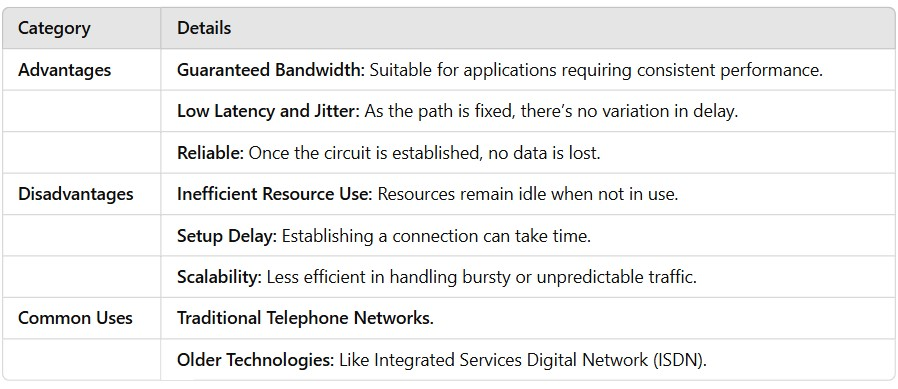 Category Details
Advantages Guaranteed Bandwidth: Suitable for applications requiring consistent performance.
Low Latency and Jitter: As the path is fixed, there’s no variation in delay.
Reliable: Once the circuit is established, no data is lost.
Disadvantages Inefficient Resource Use: Resources remain idle when not in use.
Setup Delay: Establishing a connection can take time.
Scalability: Less efficient in handling bursty or unpredictable traffic.
Common Uses Traditional Telephone Networks.
Older Technologies: Like Integrated Services Digital Network (ISDN).